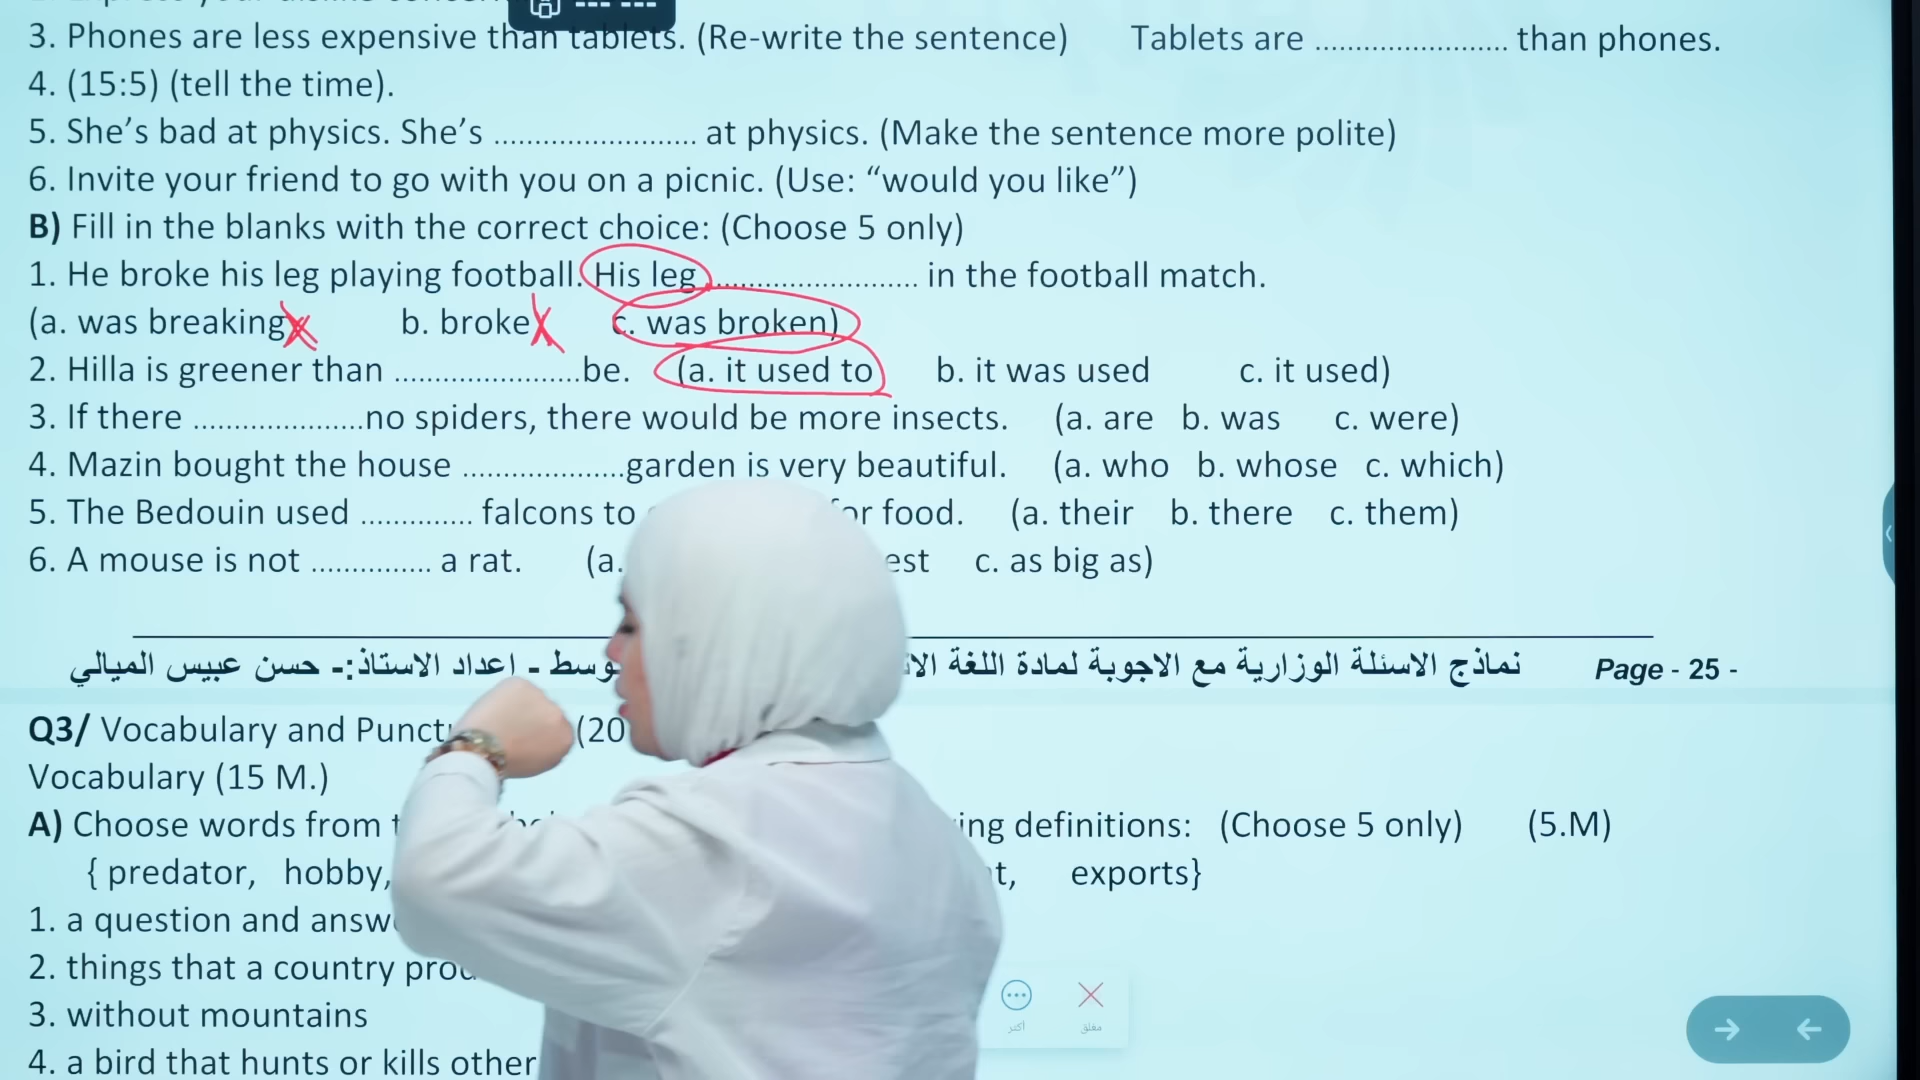 3. Phones are less expensive than tablets. (Re-write the sentence) Tablets are ........................ than phones.
4. (15:5) (tell the time).
5. She’s bad at physics. She’s ......................... at physics. (Make the sentence more polite)
6. Invite your friend to go with you on a picnic. (Use: “would you like”)
B) Fill in the blanks with the correct choice: (Choose 5 only)
1. He broke his leg playing football. His leg .......................... in the football match.
(a. was breaking b. broke c. was broken)
2. Hilla is greener than .......................be. (a. it used to b. it was used c. it used)
3. If there .....................no spiders, there would be more insects. (a. are b. was c. were)
4. Mazin bought the house ....................garden is very beautiful. (a. who b. whose c. which)
5. The Bedouin used .............. falcons to for food. (a. their b. there c. them)
6. A mouse is not ............... a rat. (a. c. as big as)
نماذج الاسئلة الوزارية مع الاجوبة لمادة اللغة - اعداد الاستاذ:- حسن عبيس الميالي Page - 25 -
Q3/ Vocabulary and (20
Vocabulary (15 M.)
A) Choose words from definitions: (Choose 5 only) (5.M)
{ predator, hobby, exports}
1. a question and
2. things that a country
3. without mountains
4. a bird that hunts or kills other
أكثر مغلق